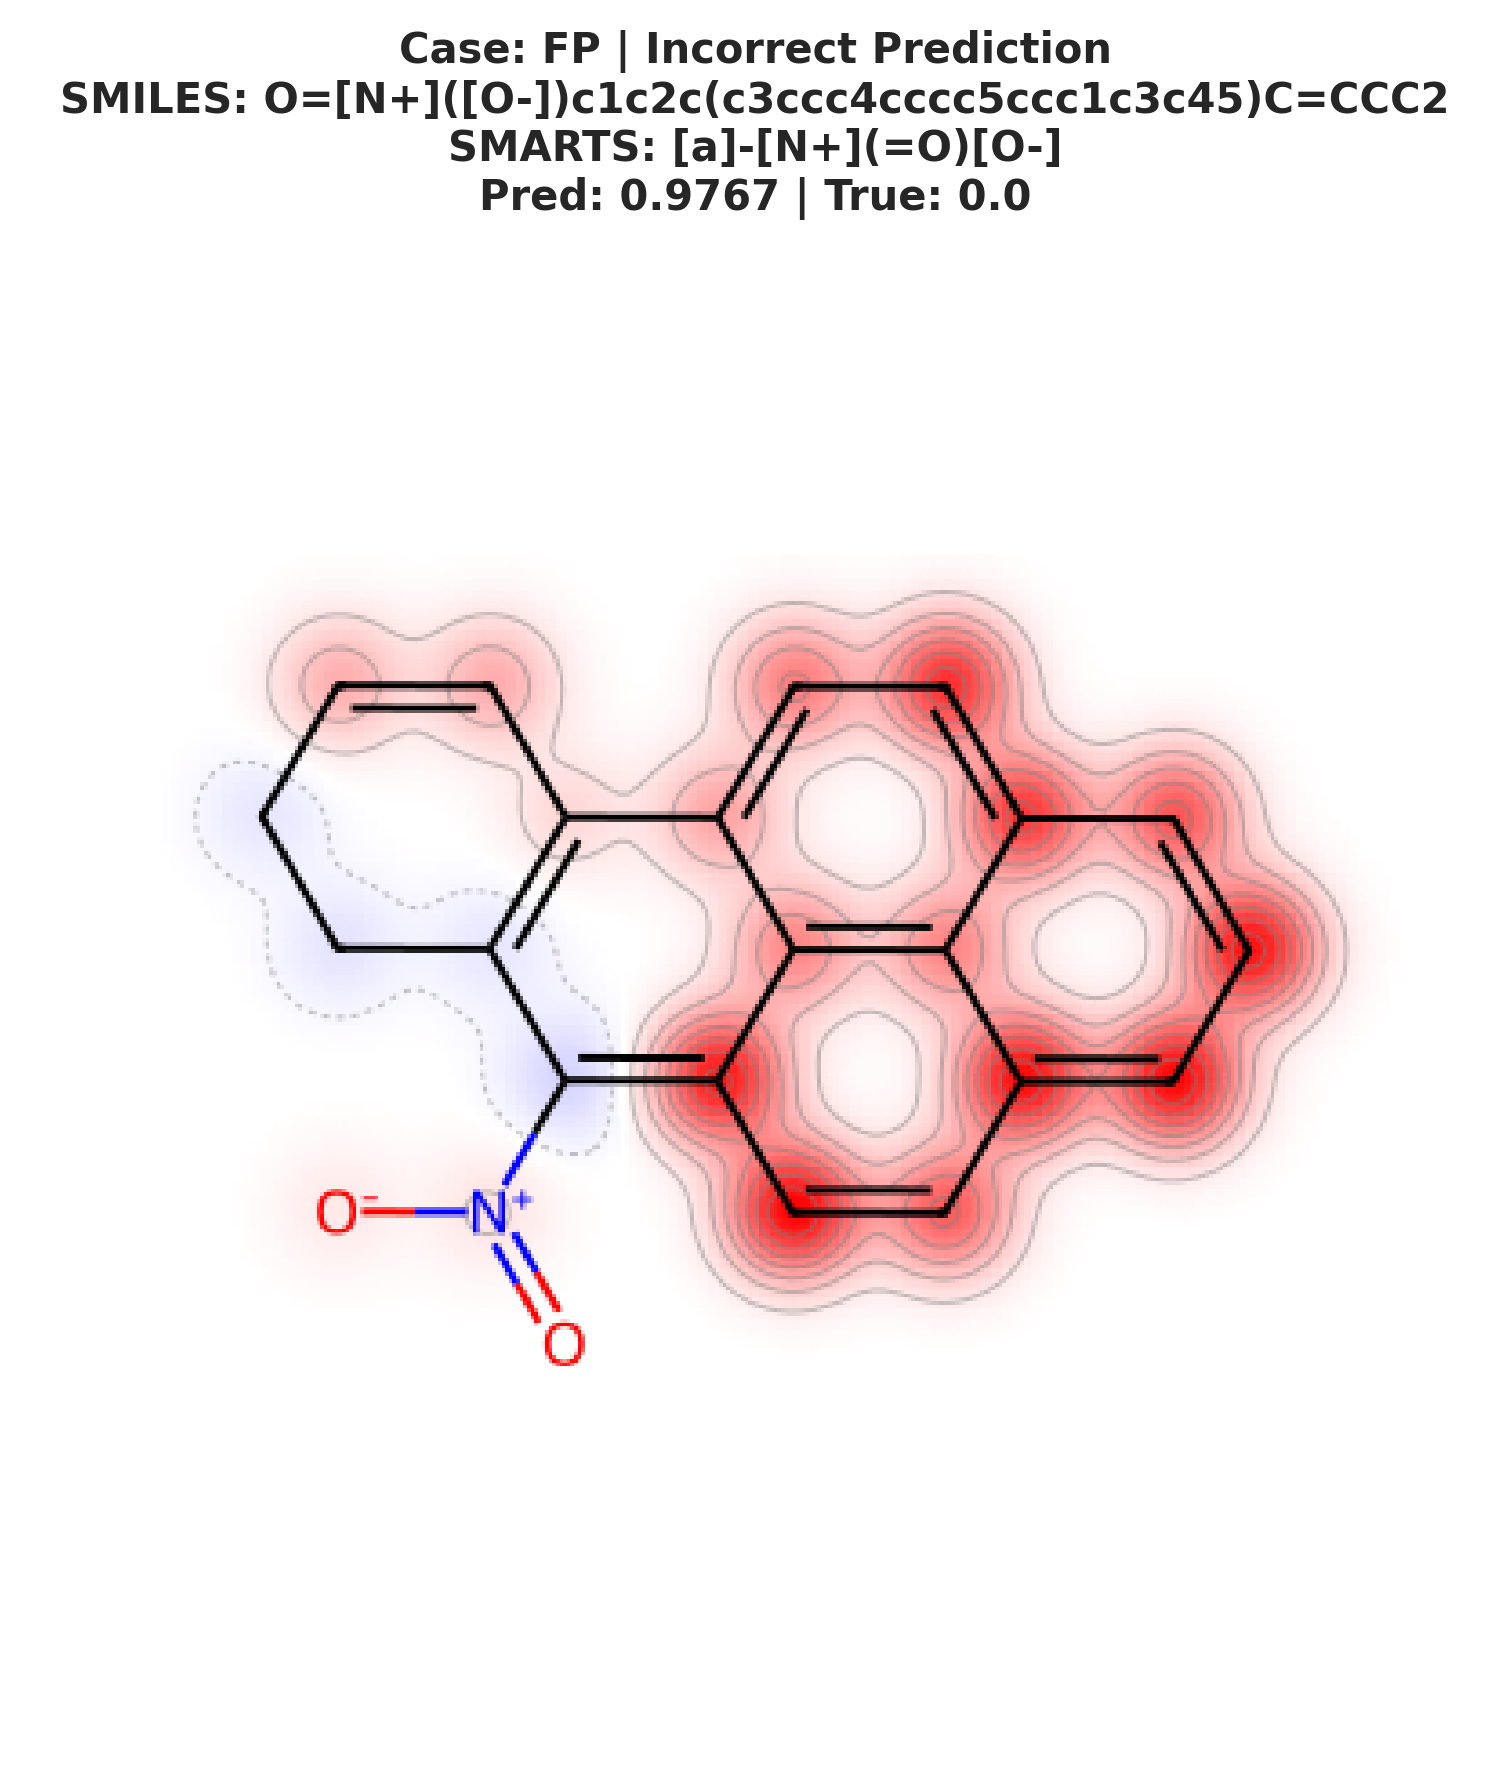 Case: FP | Incorrect Prediction
SMILES: O=[N+]([O-])c1c2c(c3ccc4cccc5ccc1c3c45)C=CCC2
SMARTS: [a]-[N+](=O)[O-]
Pred: 0.9767 | True: 0.0
O⁻ N⁺
O